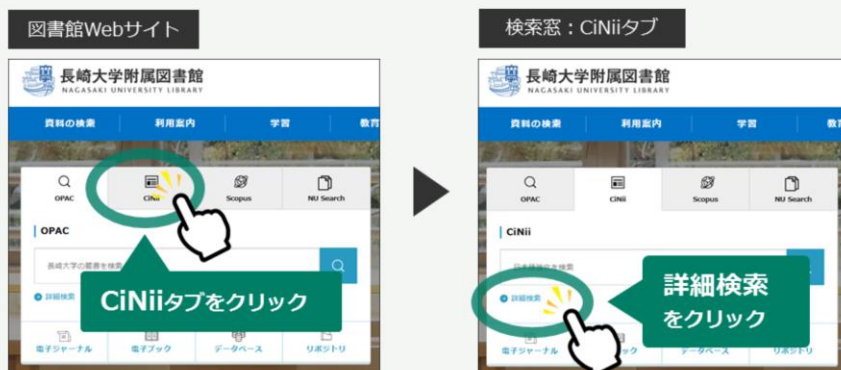 図書館Webサイト
長崎大学附属図書館
NAGASAKI UNIVERSITY LIBRARY
資料の検索
利用案内
学習
教育
OPAC
CiNii
Scopus
NU Search
OPAC
長崎大学の蔵書を検索
詳細検索
CiNiiタブをクリック
電子ジャーナル
電子ブック
データベース
リポジトリ
検索窓：CiNiiタブ
長崎大学附属図書館
NAGASAKI UNIVERSITY LIBRARY
資料の検索
利用案内
学習
OPAC
CiNii
Scopus
NU Search
CiNii
詳細検索
詳細検索
をクリック
電子ジャーナル
データベース
リポジトリ